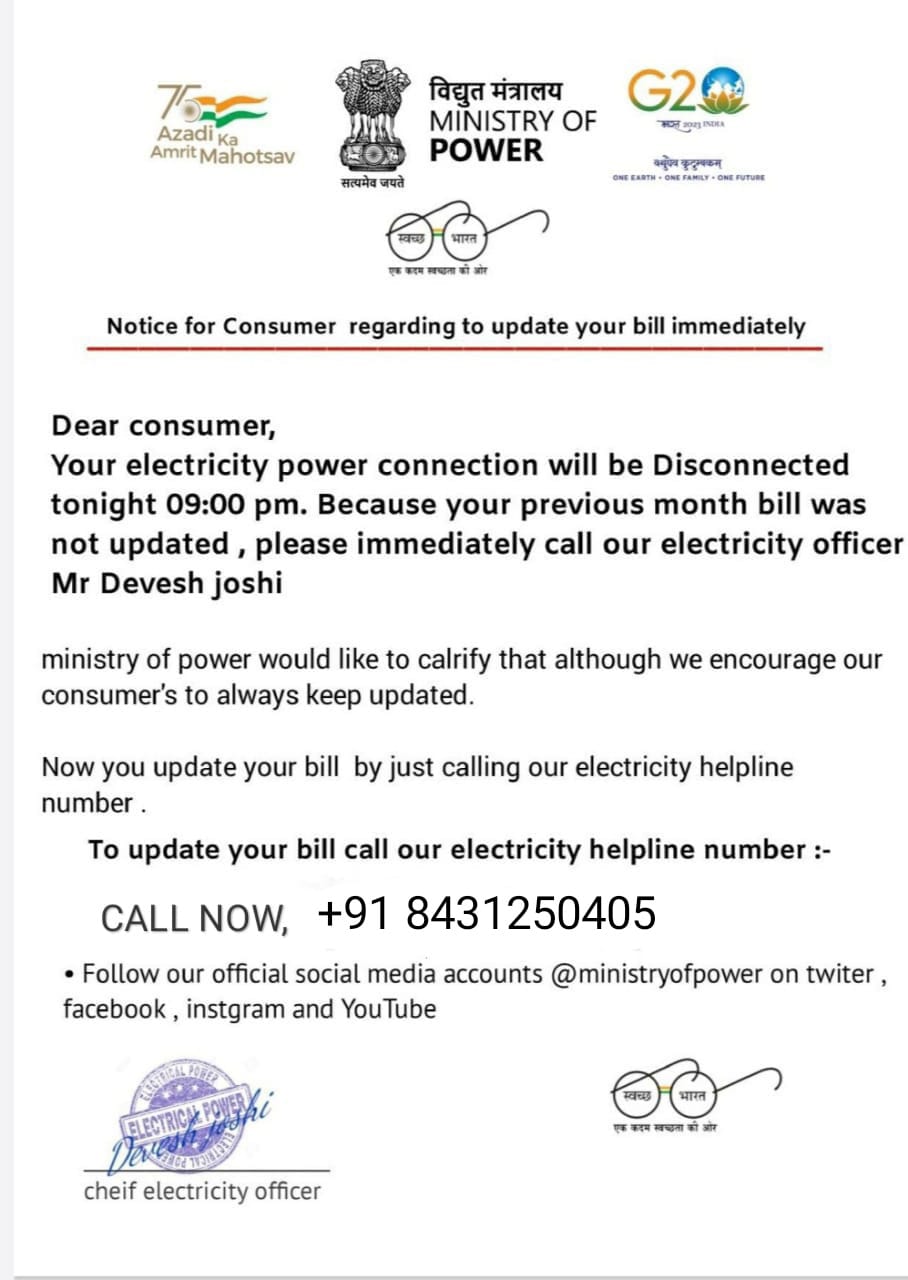 75
Azadi Ka
Amrit Mahotsav
सत्यमेव जयते
विद्युत मंत्रालय
MINISTRY OF
POWER
G20
भारत 2023 INDIA
वसुधैव कुटुम्बकम्
ONE EARTH • ONE FAMILY • ONE FUTURE
स्वच्छ भारत
एक कदम स्वच्छता की ओर
Notice for Consumer regarding to update your bill immediately
Dear consumer,
Your electricity power connection will be Disconnected
tonight 09:00 pm. Because your previous month bill was
not updated , please immediately call our electricity officer
Mr Devesh joshi
ministry of power would like to calrify that although we encourage our
consumer's to always keep updated.
Now you update your bill by just calling our electricity helpline
number .
To update your bill call our electricity helpline number :-
CALL NOW, +91 8431250405
• Follow our official social media accounts @ministryofpower on twiter ,
facebook , instgram and YouTube
ELECTRICAL POWER
ELECTRICAL POWER
ELECTRICAL POWER
Devesh joshi
cheif electricity officer
स्वच्छ भारत
एक कदम स्वच्छता की ओर